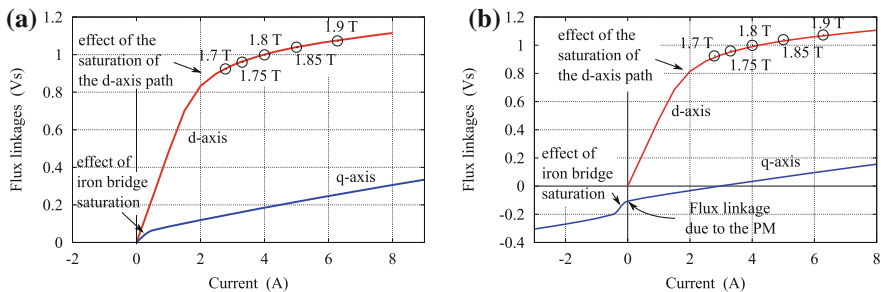 (a)
1.2
1
0.8
0.6
0.4
0.2
0
-2
0
2
4
6
8
Flux linkages (Vs)
Current (A)
effect of the
saturation of
the d-axis path
1.7 T
1.75 T
1.8 T
1.85 T
1.9 T
d-axis
effect of
iron bridge
saturation
q-axis
(b)
1.2
1
0.8
0.6
0.4
0.2
0
-0.2
-0.4
-2
0
2
4
6
8
Flux linkages (Vs)
Current (A)
effect of the
saturation of
the d-axis path
1.7 T
1.75 T
1.8 T
1.85 T
1.9 T
d-axis
effect of
iron bridge
saturation
q-axis
Flux linkage
due to the PM